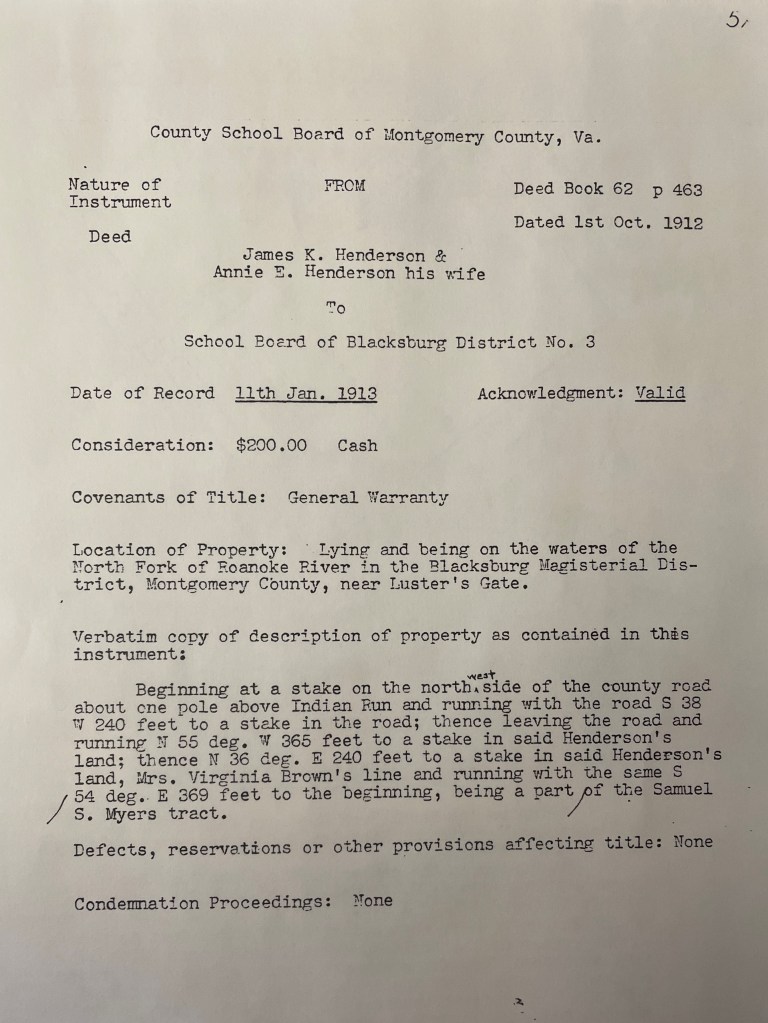 5,
County School Board of Montgomery County, Va.
Nature of Instrument
FROM
Deed Book 62 p 463
Dated 1st Oct. 1912
Deed
James K. Henderson &
Annie E. Henderson his wife
To
School Board of Blacksburg District No. 3
Date of Record 11th Jan. 1913 Acknowledgment: Valid
Consideration: $200.00 Cash
Covenants of Title: General Warranty
Location of Property: Lying and being on the waters of the
North Fork of Roanoke River in the Blacksburg Magisterial Dis-
trict, Montgomery County, near Luster's Gate.
Verbatim copy of description of property as contained in this
instrument:
Beginning at a stake on the north west side of the county road
about one pole above Indian Run and running with the road S 38
W 240 feet to a stake in the road; thence leaving the road and
running N 55 deg. W 365 feet to a stake in said Henderson's
land; thence N 36 deg. E 240 feet to a stake in said Henderson's
land, Mrs. Virginia Brown's line and running with the same S
54 deg. E 369 feet to the beginning, being a part of the Samuel
S. Myers tract.
Defects, reservations or other provisions affecting title: None
Condemnation Proceedings: None